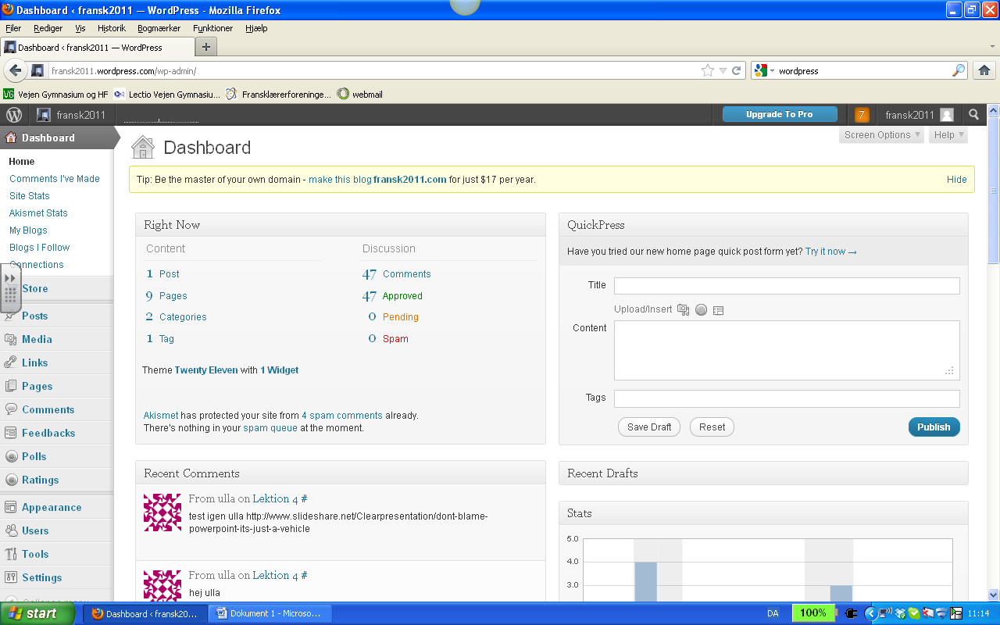 Dashboard ‹ fransk2011 — WordPress - Mozilla Firefox
Filer Rediger Vis Historik Bogmærker Funktioner Hjælp
Dashboard ‹ fransk2011 — WordPress
fransk2011.wordpress.com/wp-admin/
wordpress
VG Vejen Gymnasium og HF
Lectio Vejen Gymnasiu...
Fransklærerforeninge...
webmail
fransk2011
Upgrade To Pro
7
fransk2011
Dashboard
Home
Comments I've Made
Site Stats
Akismet Stats
My Blogs
Blogs I Follow
Connections
Store
Posts
Media
Links
Pages
Comments
Feedbacks
Polls
Ratings
Appearance
Users
Tools
Settings
Collapse menu
Screen Options Help
Dashboard
Tip: Be the master of your own domain - make this blog fransk2011.com for just $17 per year. Hide
Right Now
Content Discussion
1 Post 47 Comments
9 Pages 47 Approved
2 Categories 0 Pending
1 Tag 0 Spam
Theme Twenty Eleven with 1 Widget
Akismet has protected your site from 4 spam comments already.
There's nothing in your spam queue at the moment.
Recent Comments
From ulla on Lektion 4 #
test igen ulla http://www.slideshare.net/Clearpresentation/dont-blame-
powerpoint-its-just-a-vehicle
From ulla on Lektion 4 #
hej ulla
QuickPress
Have you tried our new home page quick post form yet? Try it now →
Title
Upload/Insert
Content
Tags
Save Draft Reset Publish
Recent Drafts
Stats
5.0
4.0
3.0
start
Dashboard ‹ fransk20...
Dokument 1 - Microso...
DA
100%
11:14